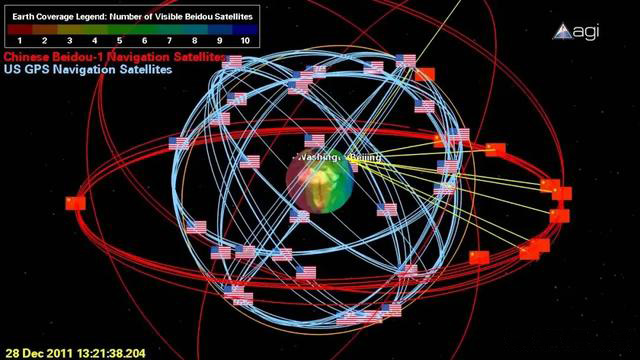 Earth Coverage Legend: Number of Visible Beidou Satellites
1 2 3 4 5 6 7 8 9 10
Chinese Beidou-1 Navigation Satellites
US GPS Navigation Satellites
agi
Beijing
28 Dec 2011 13:21:38.204